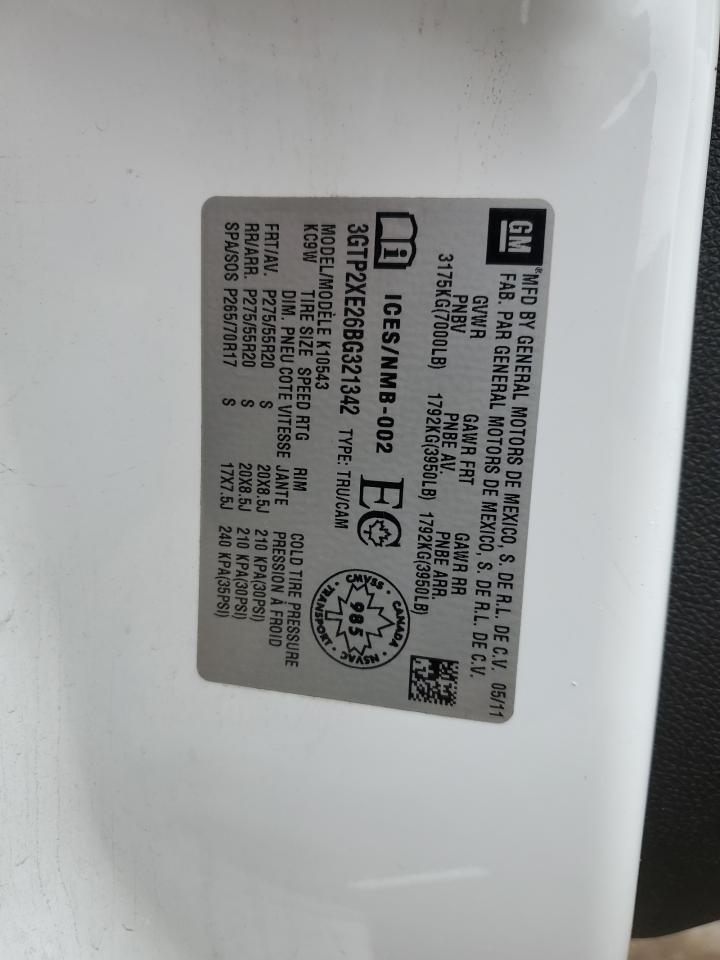 GM® MFD BY GENERAL MOTORS DE MEXICO, S. DE R.L. DE C.V. 05/11
FAB. PAR GENERAL MOTORS DE MEXICO, S. DE R.L. DE C.V.
GVWR GAWR FRT GAWR RR
PNBV PNBE AV. PNBE ARR.
3175KG(7000LB) 1792KG(3950LB) 1792KG(3950LB)
i ICES/NMB-002 EC
CANADA · NSVAC · TRANSPORT · CMVSS · 985
3GTP2XE26BG321342 TYPE: TRU/CAM
MODEL/MODÈLE K10543
KC9W TIRE SIZE SPEED RTG RIM COLD TIRE PRESSURE
DIM. PNEU COTE VITESSE JANTE PRESSION À FROID
FRT/AV. P275/55R20 S 20X8.5J 210 KPA(30PSI)
RR/ARR. P275/55R20 S 20X8.5J 210 KPA(30PSI)
SPA/SOS P265/70R17 S 17X7.5J 240 KPA(35PSI)